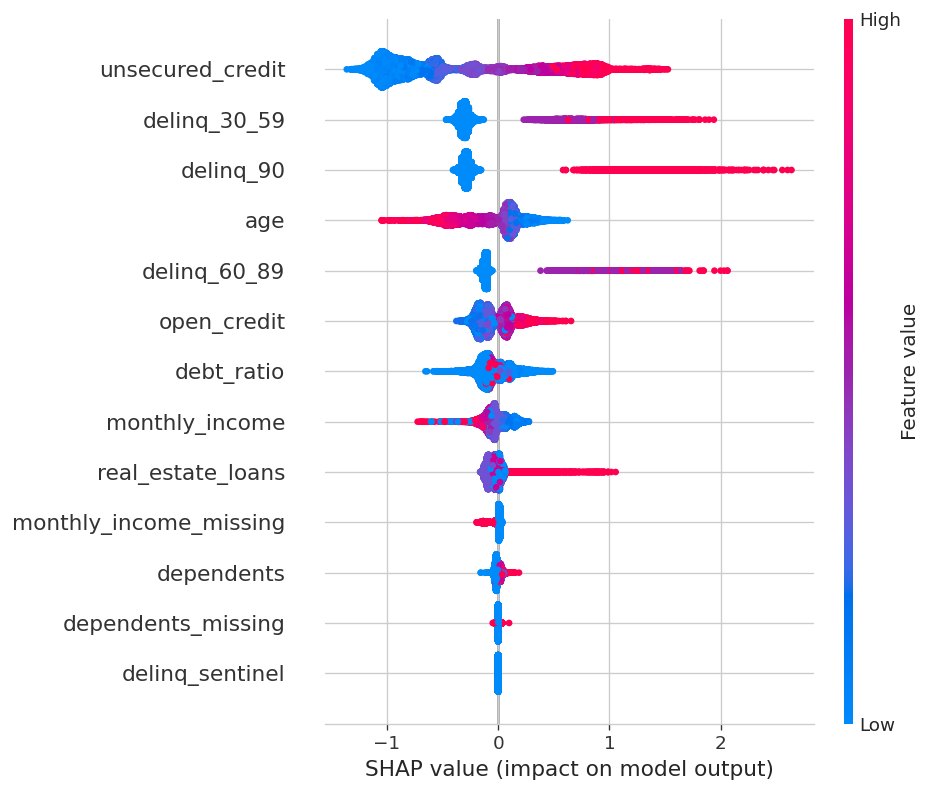 High
unsecured_credit
delinq_30_59
delinq_90
age
delinq_60_89
open_credit
debt_ratio
monthly_income
real_estate_loans
monthly_income_missing
dependents
dependents_missing
delinq_sentinel
Feature value
Low
−1 0 1 2
SHAP value (impact on model output)